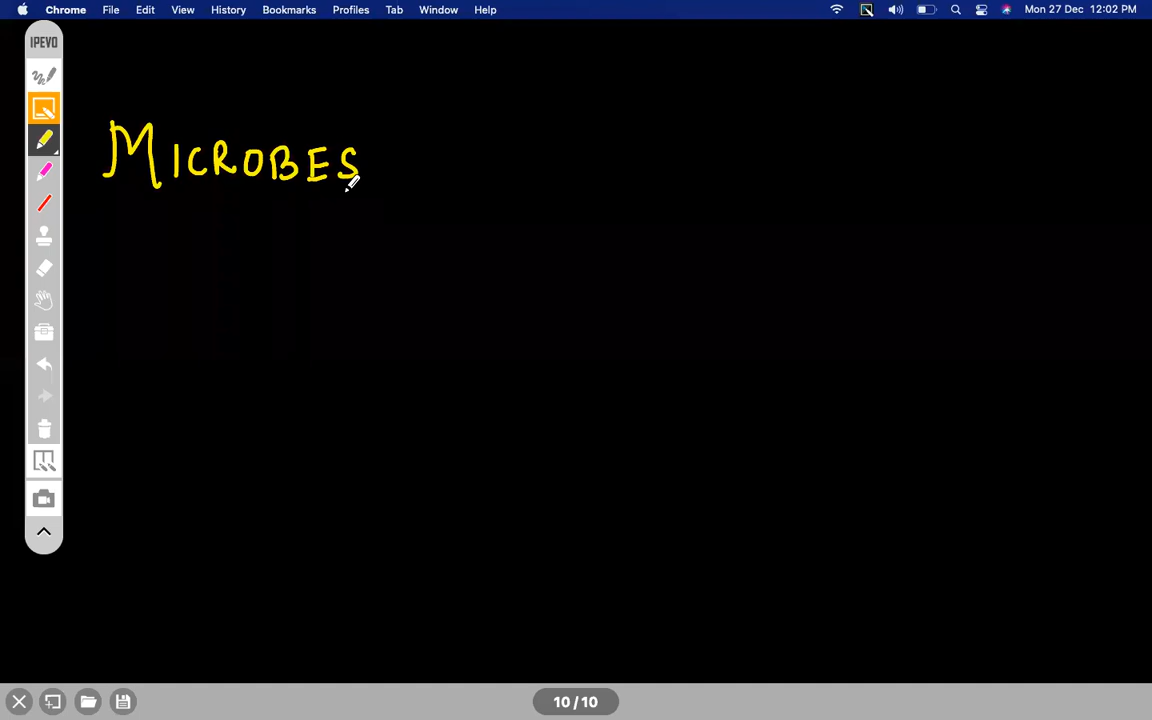 Chrome File Edit View History Bookmarks Profiles Tab Window Help Mon 27 Dec 12:02 PM
IPEVO
MICROBES
10/10